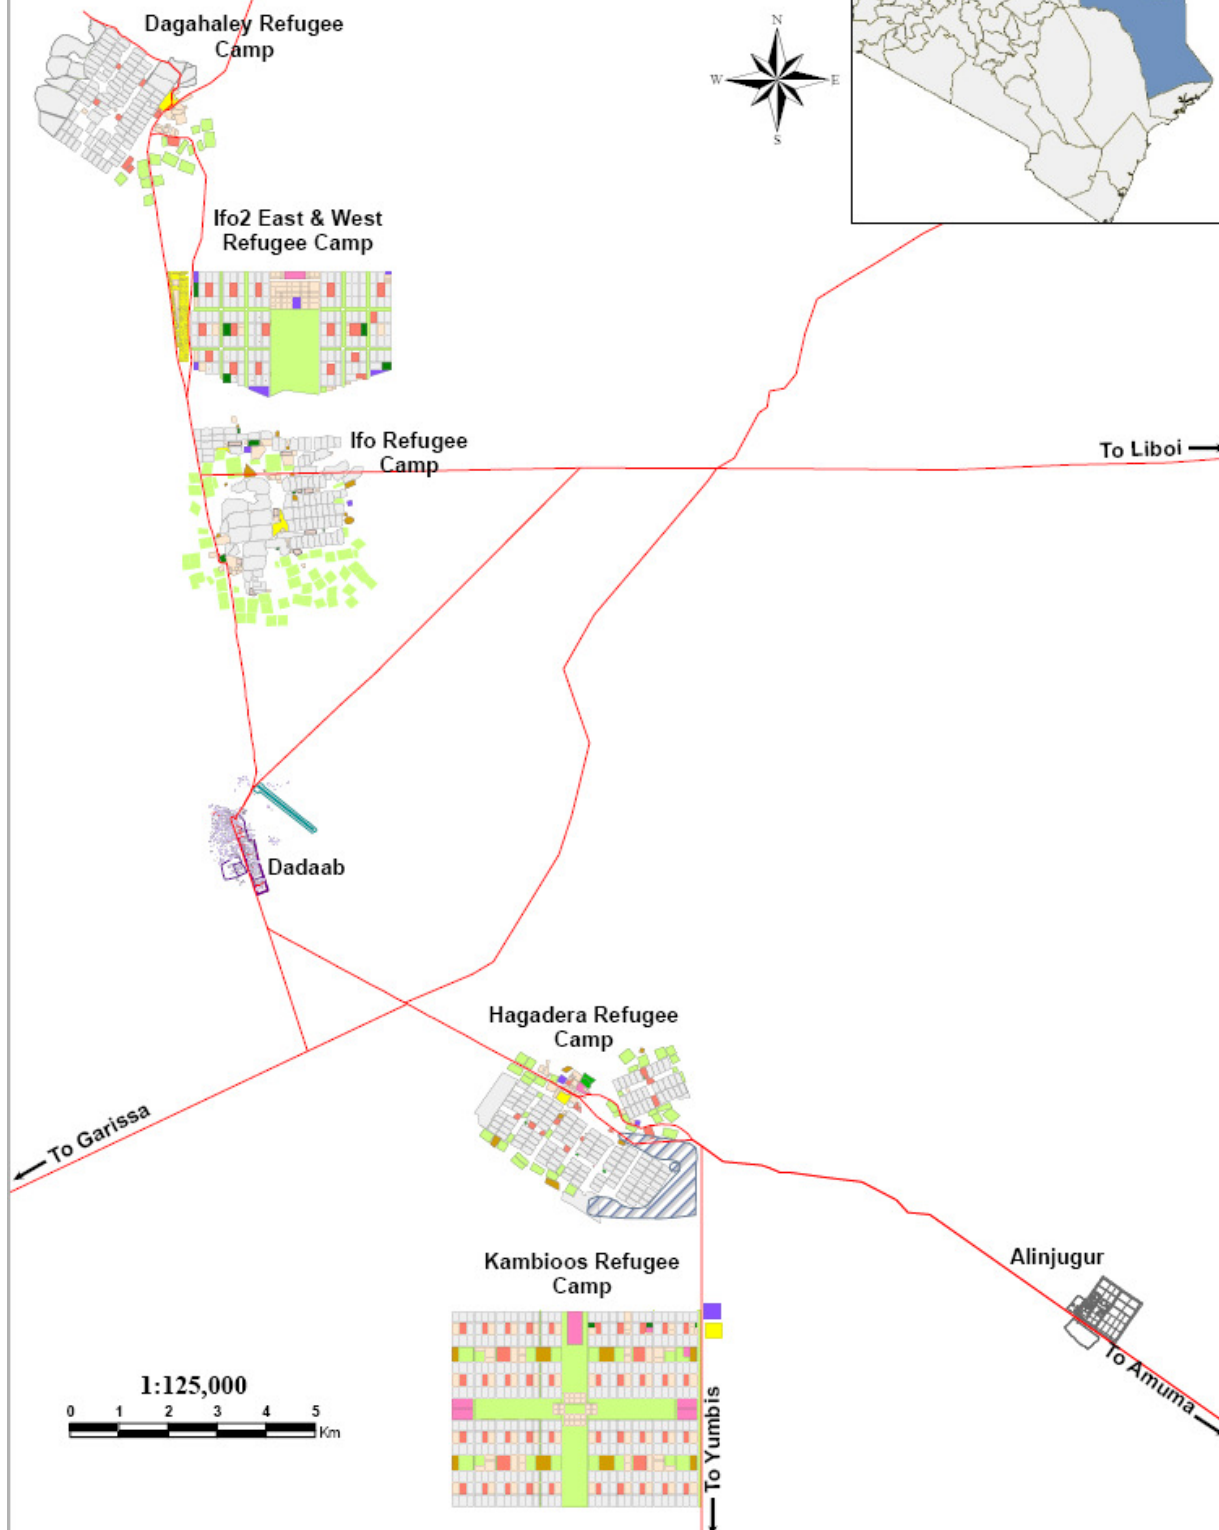 Dagahaley Refugee
Camp
N
W
E
S
Ifo2 East & West
Refugee Camp
Ifo Refugee
Camp
To Liboi
Dadaab
Hagadera Refugee
Camp
To Garissa
Kambioos Refugee
Camp
Alinjugur
To Amuma
To Yumbis
1:125,000
0 1 2 3 4 5
Km